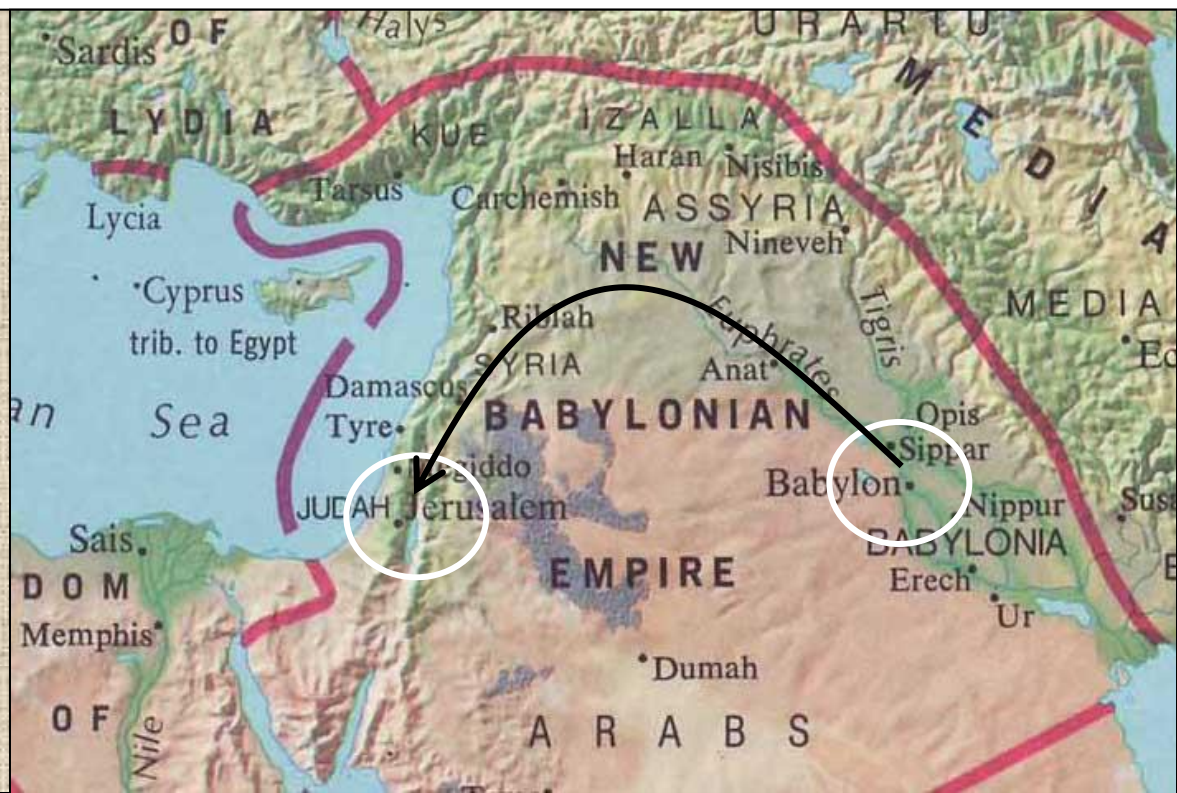 URARTU
Halys
OF
Sardis
MEDIA
LYDIA
KUE
IZALLA
Haran
Nisibis
Tarsus
Carchemish
ASSYRIA
Lycia
Nineveh
NEW
Cyprus
trib. to Egypt
Tigris
MEDIA
Riblah
Euphrates
SYRIA
Anat
Damascus
an Sea
BABYLONIAN
Opis
Tyre
Sippar
Babylon
JUDAH Jerusalem
Nippur
Sais
BABYLONIA
DOM
EMPIRE
Erech
Ur
Memphis
Dumah
OF
Nile
ARABS